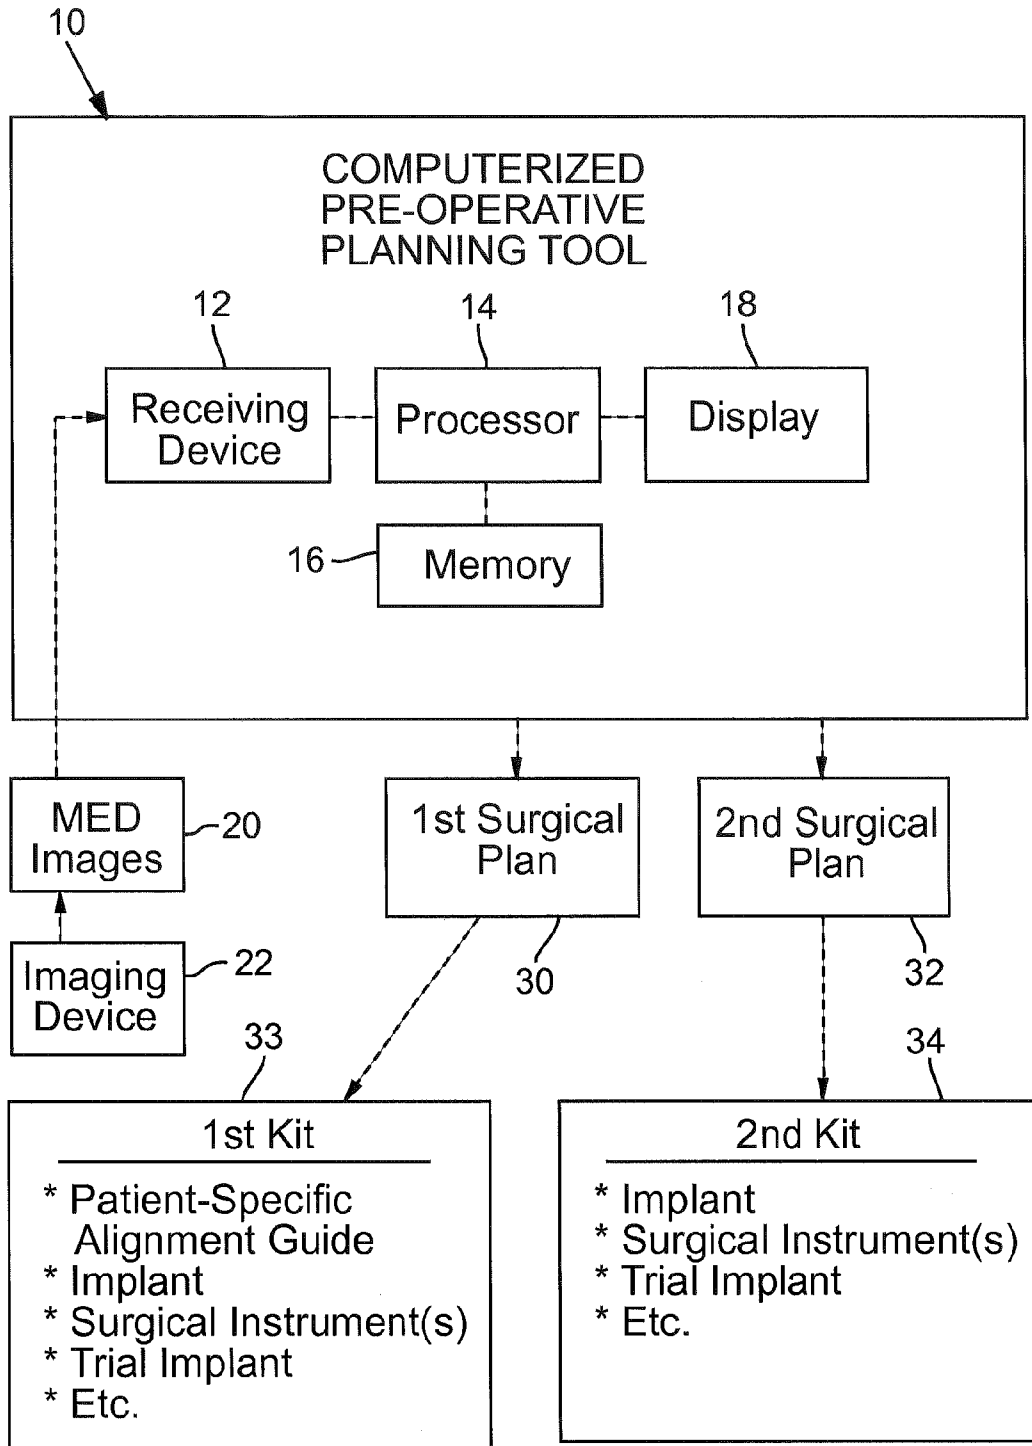 10
COMPUTERIZED
PRE-OPERATIVE
PLANNING TOOL
12
14
18
Receiving
Device
Processor
Display
16
Memory
MED
Images
20
1st Surgical
Plan
2nd Surgical
Plan
Imaging
Device
22
30
32
33
34
1st Kit
* Patient-Specific
Alignment Guide
* Implant
* Surgical Instrument(s)
* Trial Implant
* Etc.
2nd Kit
* Implant
* Surgical Instrument(s)
* Trial Implant
* Etc.